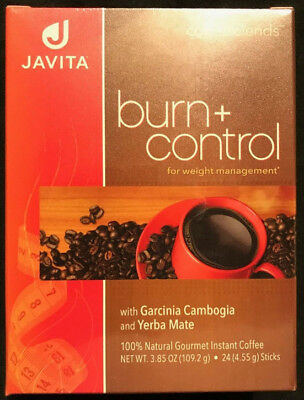 JAVITA
burn+
control
for weight management*
with Garcinia Cambogia
and Yerba Mate
100% Natural Gourmet Instant Coffee
NET WT. 3.85 OZ (109.2 g) • 24 (4.55 g) Sticks